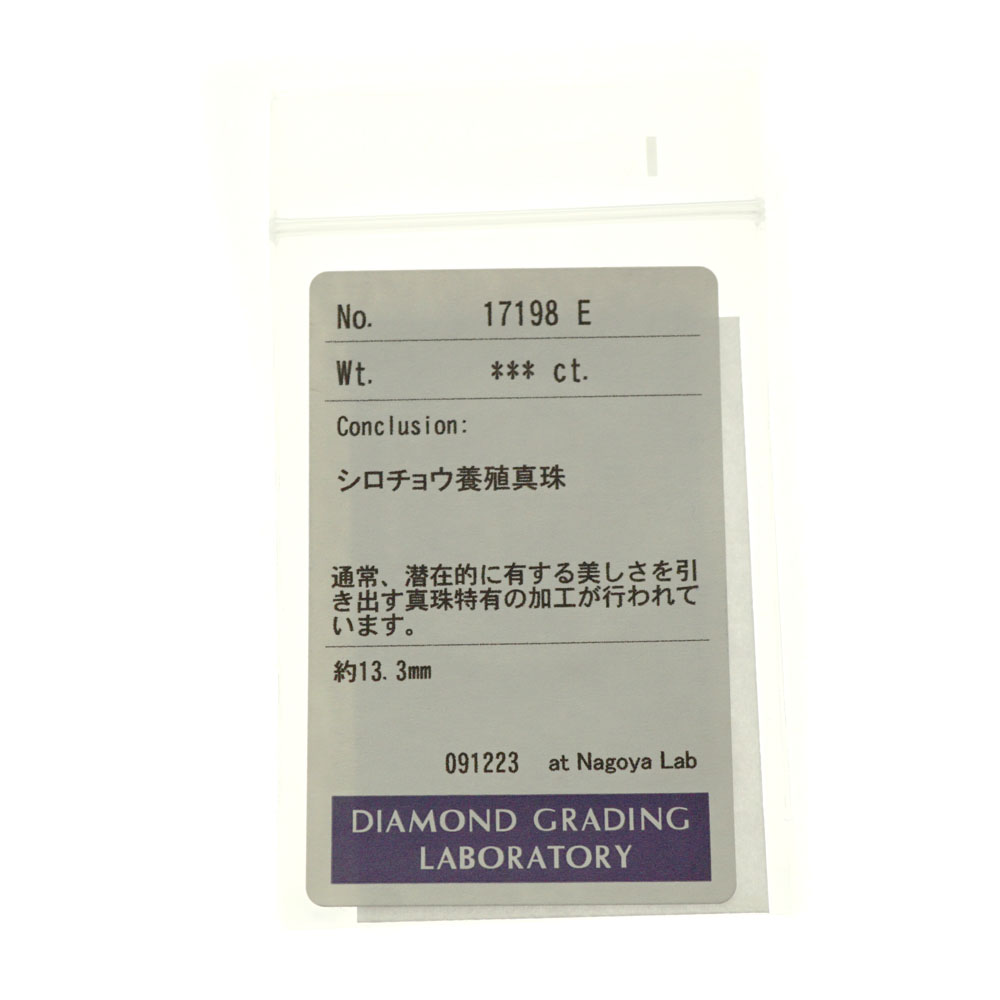 No. 17198 E
Wt. *** ct.
Conclusion:
シロチョウ養殖真珠
通常、潜在的に有する美しさを引
き出す真珠特有の加工が行われて
います。
約13.3mm
091223 at Nagoya Lab
DIAMOND GRADING
LABORATORY